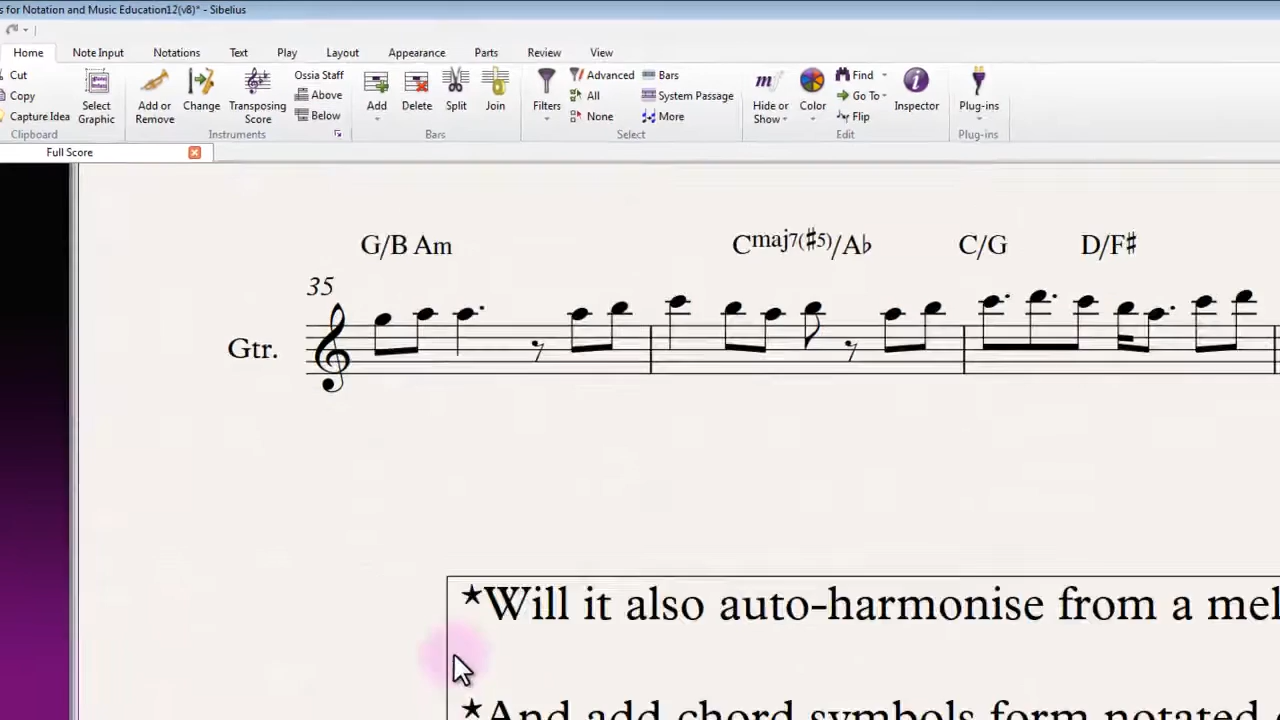 s for Notation and Music Education12(v8)* - Sibelius
Home Note Input Notations Text Play Layout Appearance Parts Review View
Cut
Copy
Capture Idea
Select Graphic
Clipboard
Add or Remove
Change
Transposing Score
Ossia Staff
Above
Below
Instruments
Add
Delete
Split
Join
Bars
Filters
Advanced
All
None
Bars
System Passage
More
Select
Hide or Show
Color
Find
Go To
Flip
Inspector
Edit
Plug-ins
Plug-ins
Full Score
G/B Am Cmaj7(♯5)/A♭ C/G D/F♯
35
Gtr.
★Will it also auto-harmonise from a mel
★And add chord symbols form notated